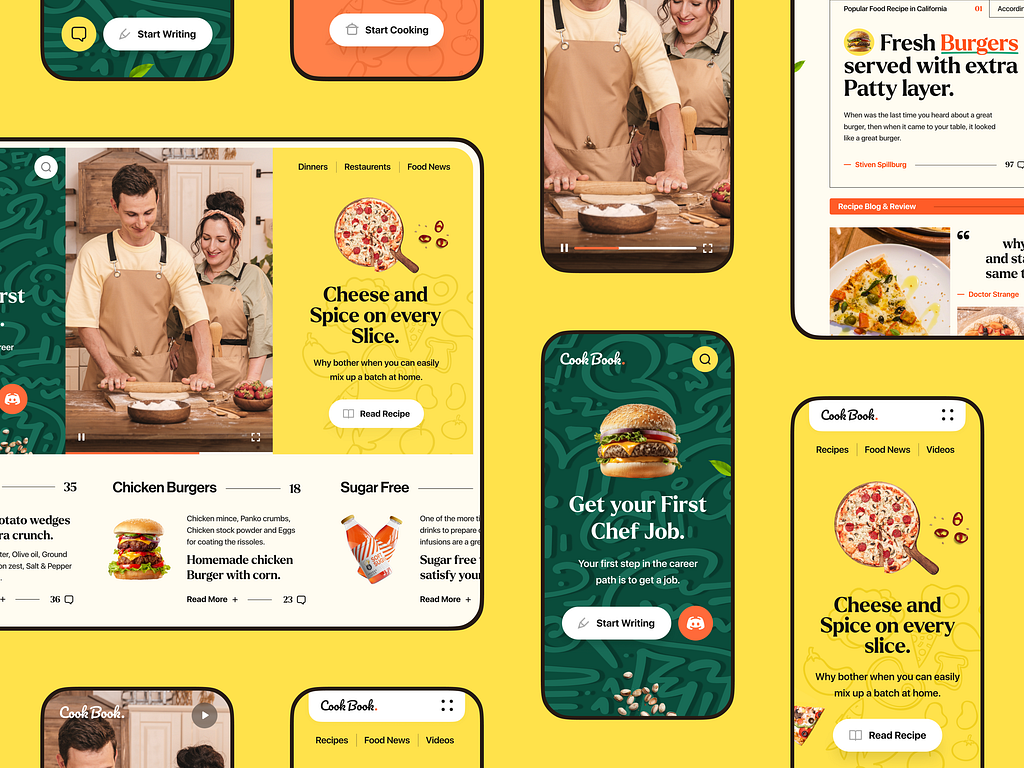 Start Writing
Start Cooking
Dinners
Restaurents
Food News
Cheese and
Spice on every
Slice.
Why bother when you can easily
mix up a batch at home.
Read Recipe
35
Chicken Burgers
18
Sugar Free
otato wedges
ra crunch.
ter, Olive oil, Ground
on zest, Salt & Pepper
36
Chicken mince, Panko crumbs,
Chicken stock powder and Eggs
for coating the rissoles.
Homemade chicken
Burger with corn.
Read More +
23
One of the more ti
drinks to prepare
infusions are a gre
Sugar free
satisfy your
Read More +
Cook Book.
Cook Book.
Recipes
Food News
Videos
Cook Book.
Get your First
Chef Job.
Your first step in the career
path is to get a job.
Start Writing
Popular Food Recipe in California
01
Accordin
Fresh Burgers
served with extra
Patty layer.
When was the last time you heard about a great
burger, then when it came to your table, it looked
like a great burger.
— Stiven Spillburg
97
Recipe Blog & Review
“
why
and sta
same t
— Doctor Strange
Cook Book.
Recipes
Food News
Videos
Cheese and
Spice on every
slice.
Why bother when you can easily
mix up a batch at home.
Read Recipe